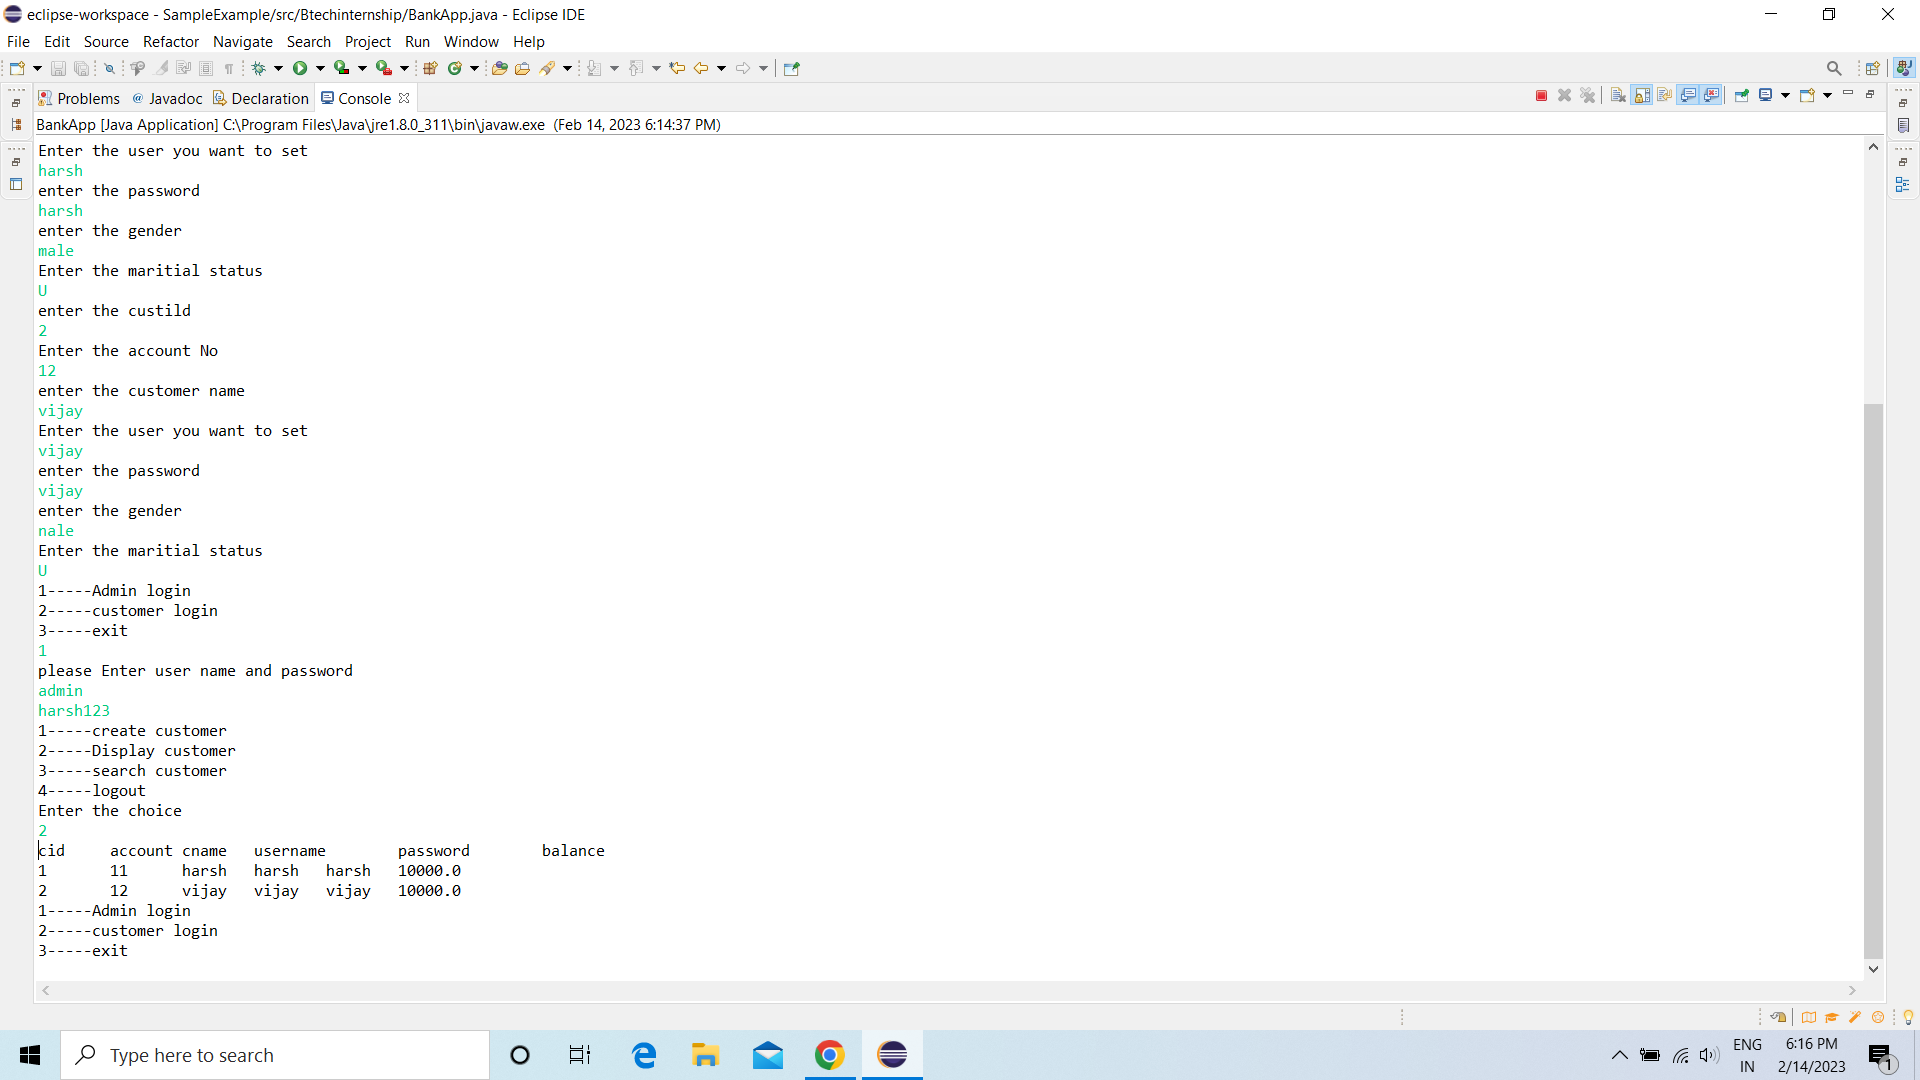 eclipse-workspace - SampleExample/src/Btechinternship/BankApp.java - Eclipse IDE
File Edit Source Refactor Navigate Search Project Run Window Help
Problems @ Javadoc Declaration Console
BankApp [Java Application] C:\Program Files\Java\jre1.8.0_311\bin\javaw.exe (Feb 14, 2023 6:14:37 PM)
Enter the user you want to set
harsh
enter the password
harsh
enter the gender
male
Enter the maritial status
U
enter the custild
2
Enter the account No
12
enter the customer name
vijay
Enter the user you want to set
vijay
enter the password
vijay
enter the gender
nale
Enter the maritial status
U
1-----Admin login
2-----customer login
3-----exit
1
please Enter user name and password
admin
harsh123
1-----create customer
2-----Display customer
3-----search customer
4-----logout
Enter the choice
2
cid account cname username password balance
1 11 harsh harsh harsh 10000.0
2 12 vijay vijay vijay 10000.0
1-----Admin login
2-----customer login
3-----exit
Type here to search
ENG
IN
6:16 PM
2/14/2023
1